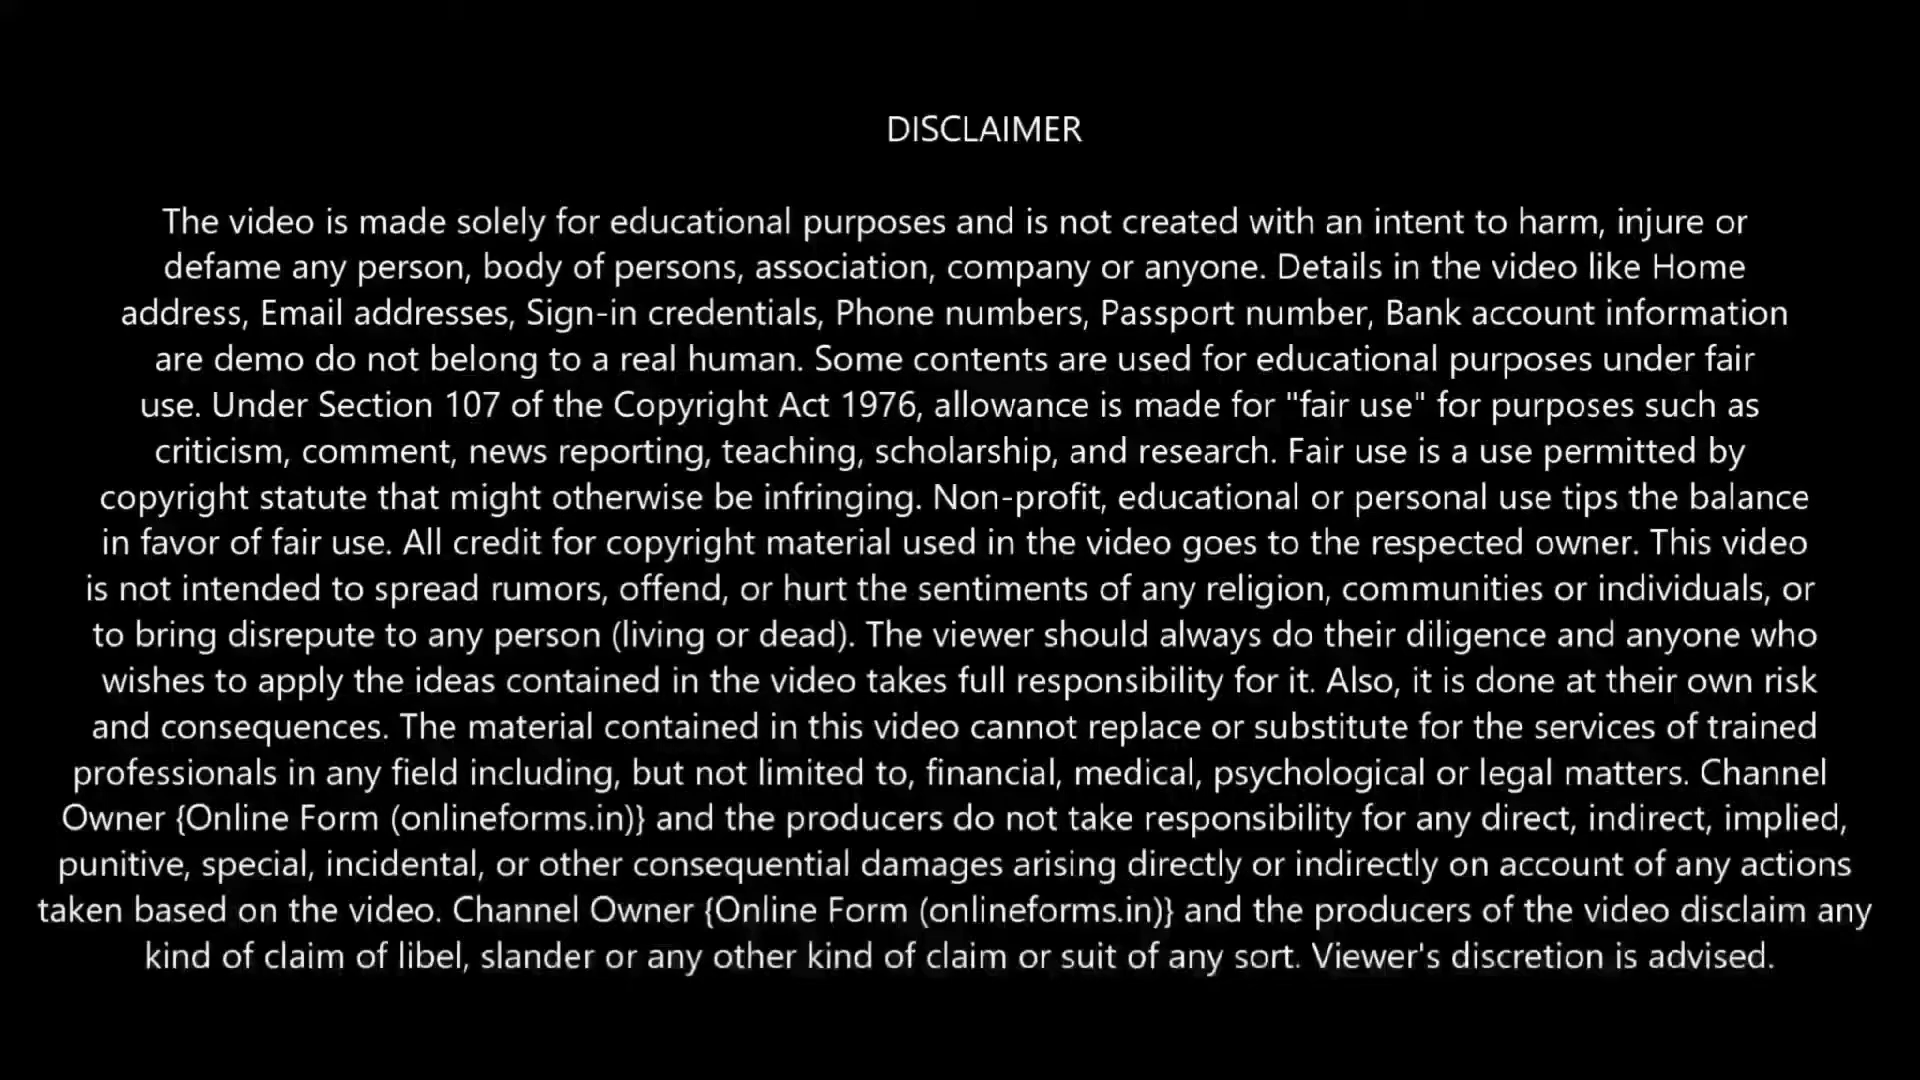 DISCLAIMER
The video is made solely for educational purposes and is not created with an intent to harm, injure or
defame any person, body of persons, association, company or anyone. Details in the video like Home
address, Email addresses, Sign-in credentials, Phone numbers, Passport number, Bank account information
are demo do not belong to a real human. Some contents are used for educational purposes under fair
use. Under Section 107 of the Copyright Act 1976, allowance is made for "fair use" for purposes such as
criticism, comment, news reporting, teaching, scholarship, and research. Fair use is a use permitted by
copyright statute that might otherwise be infringing. Non-profit, educational or personal use tips the balance
in favor of fair use. All credit for copyright material used in the video goes to the respected owner. This video
is not intended to spread rumors, offend, or hurt the sentiments of any religion, communities or individuals, or
to bring disrepute to any person (living or dead). The viewer should always do their diligence and anyone who
wishes to apply the ideas contained in the video takes full responsibility for it. Also, it is done at their own risk
and consequences. The material contained in this video cannot replace or substitute for the services of trained
professionals in any field including, but not limited to, financial, medical, psychological or legal matters. Channel
Owner {Online Form (onlineforms.in)} and the producers do not take responsibility for any direct, indirect, implied,
punitive, special, incidental, or other consequential damages arising directly or indirectly on account of any actions
taken based on the video. Channel Owner {Online Form (onlineforms.in)} and the producers of the video disclaim any
kind of claim of libel, slander or any other kind of claim or suit of any sort. Viewer's discretion is advised.